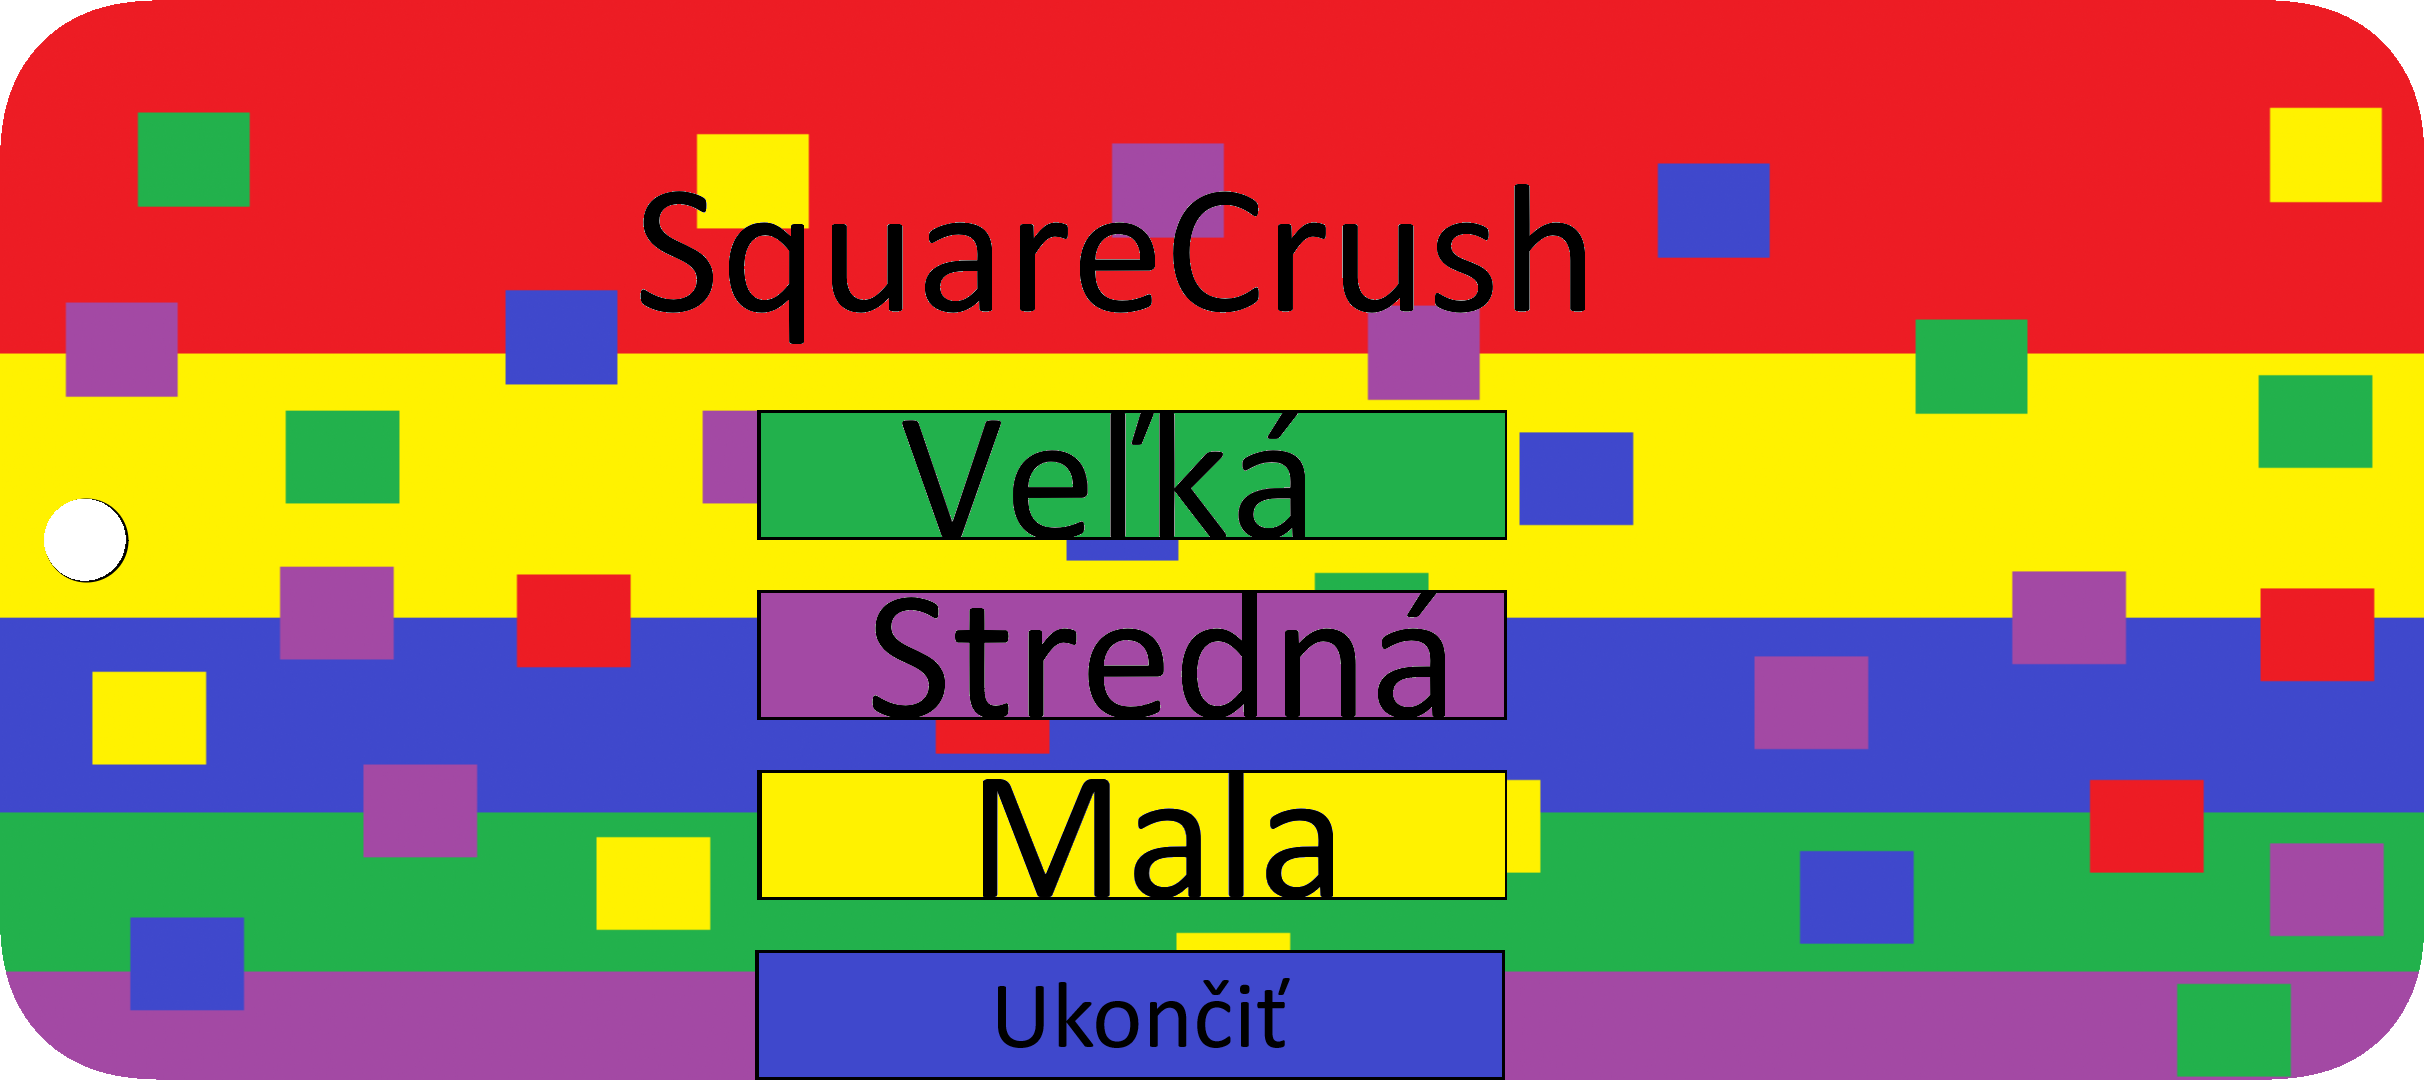 SquareCrush
Veľká
Stredná
Mala
Ukončiť